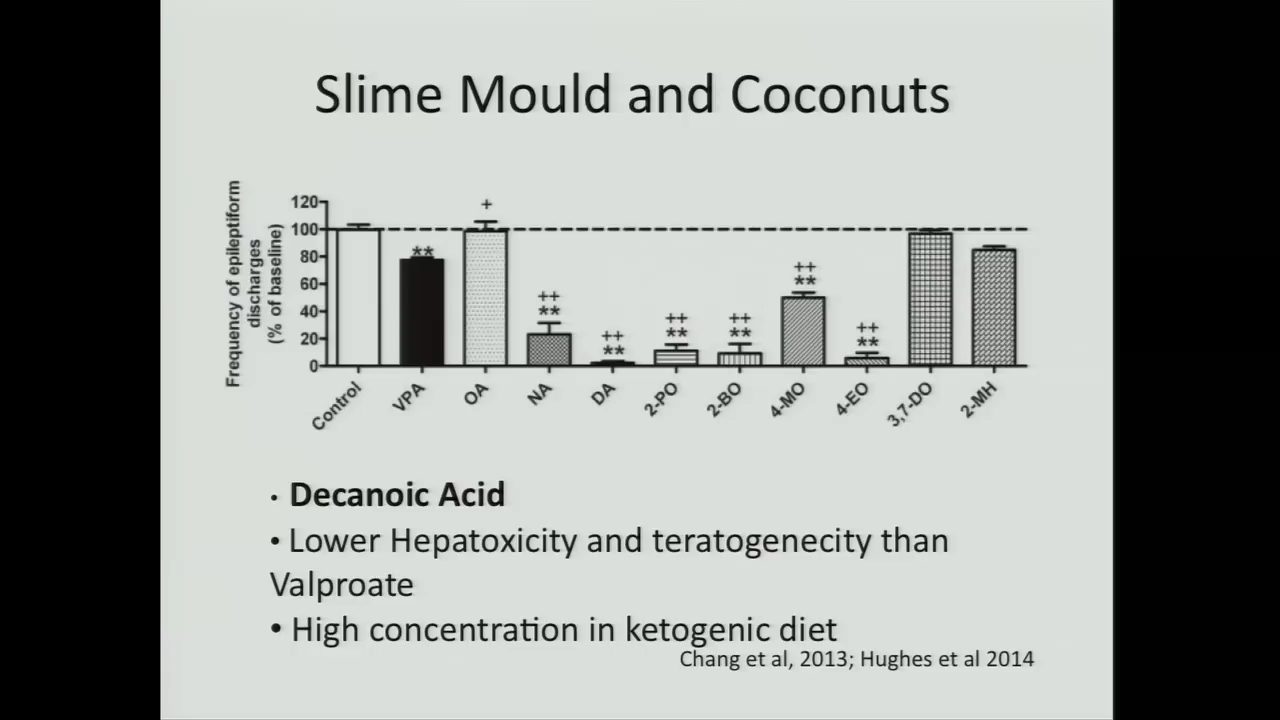 Slime Mould and Coconuts
Frequency of epileptiform
discharges
(% of baseline)
120
100
80
60
40
20
0
+
**
++
**
++
**
++
**
++
**
++
**
++
**
Control
VPA
OA
NA
DA
2-PO
2-BO
4-MO
4-EO
3,7-DO
2-MH
• Decanoic Acid
• Lower Hepatoxicity and teratogenecity than
Valproate
• High concentration in ketogenic diet
Chang et al, 2013; Hughes et al 2014